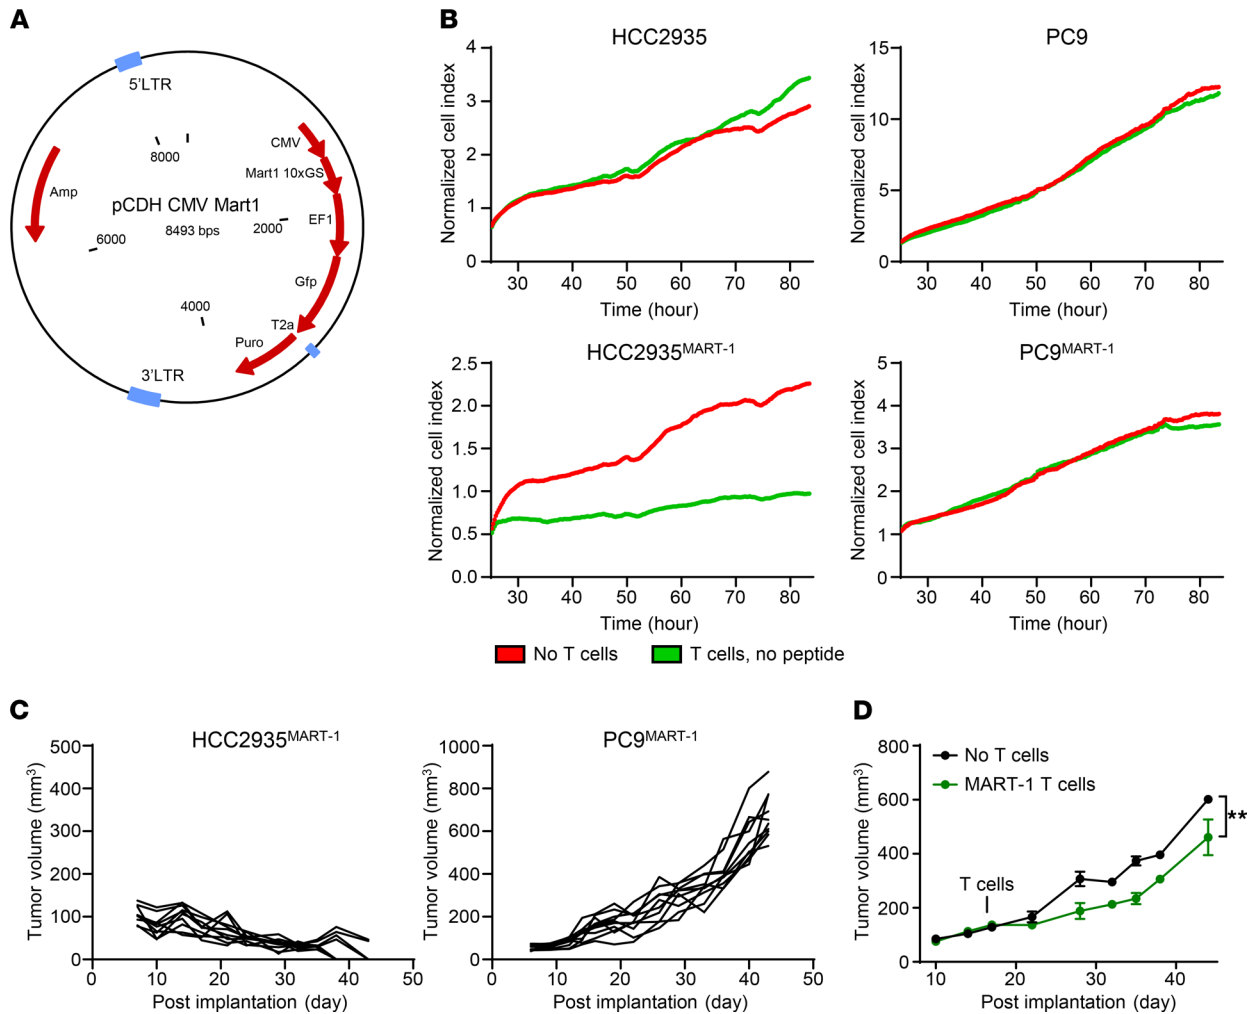 A
5'LTR
8000
CMV
Mart1 10xGS
Amp
pCDH CMV Mart1
8493 bps
2000
EF1
6000
Gfp
4000
T2a
Puro
3'LTR
B
HCC2935
Normalized cell index
4
3
2
1
0
30 40 50 60 70 80
Time (hour)
PC9
Normalized cell index
15
10
5
0
30 40 50 60 70 80
Time (hour)
HCC2935MART-1
Normalized cell index
2.5
2.0
1.5
1.0
0.5
0.0
30 40 50 60 70 80
Time (hour)
PC9MART-1
Normalized cell index
5
4
3
2
1
0
30 40 50 60 70 80
Time (hour)
No T cells
T cells, no peptide
C
HCC2935MART-1
Tumor volume (mm3)
500
400
300
200
100
0
0 10 20 30 40 50
Post implantation (day)
PC9MART-1
Tumor volume (mm3)
1000
800
600
400
200
0
0 10 20 30 40 50
Post implantation (day)
D
Tumor volume (mm3)
800
600
400
200
0
No T cells
MART-1 T cells
**
T cells
10 20 30 40
Post implantation (day)